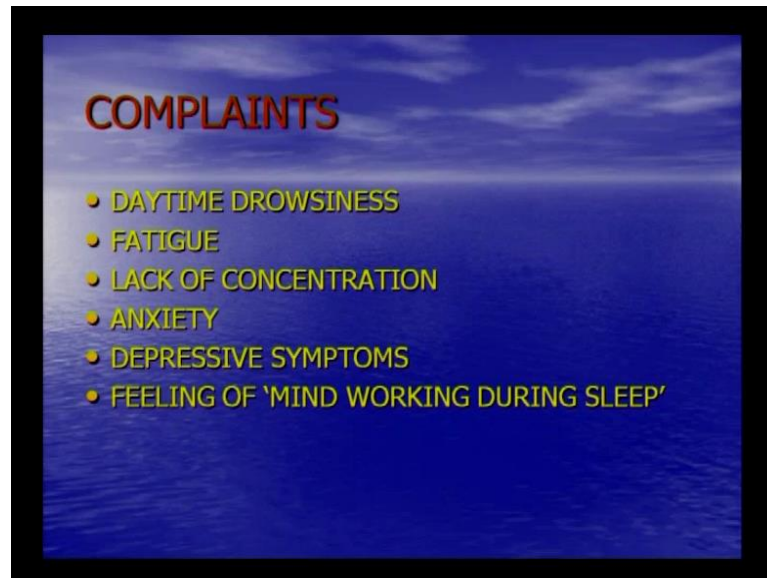 COMPLAINTS
• DAYTIME DROWSINESS
• FATIGUE
• LACK OF CONCENTRATION
• ANXIETY
• DEPRESSIVE SYMPTOMS
• FEELING OF ‘MIND WORKING DURING SLEEP’